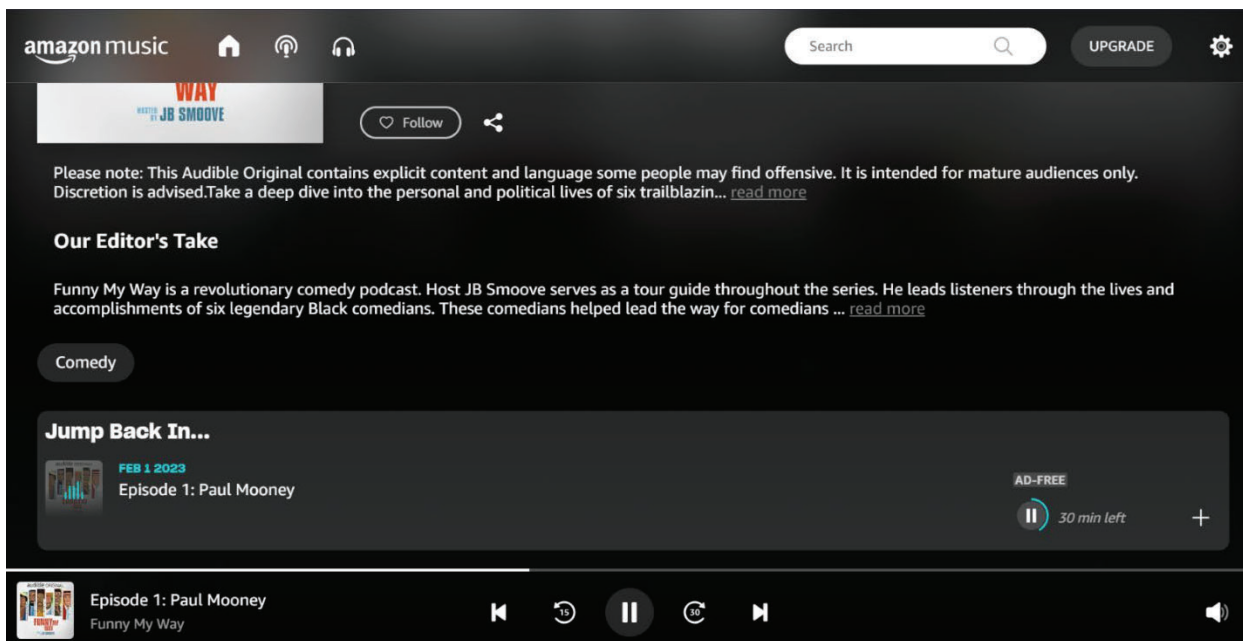 amazon music
Search
UPGRADE
WAY
HOSTED BY JB SMOOVE
Follow
Please note: This Audible Original contains explicit content and language some people may find offensive. It is intended for mature audiences only.
Discretion is advised.Take a deep dive into the personal and political lives of six trailblazin... read more
Our Editor's Take
Funny My Way is a revolutionary comedy podcast. Host JB Smoove serves as a tour guide throughout the series. He leads listeners through the lives and
accomplishments of six legendary Black comedians. These comedians helped lead the way for comedians ... read more
Comedy
Jump Back In...
FEB 1 2023
Episode 1: Paul Mooney
AD-FREE
30 min left
Episode 1: Paul Mooney
Funny My Way
15
30